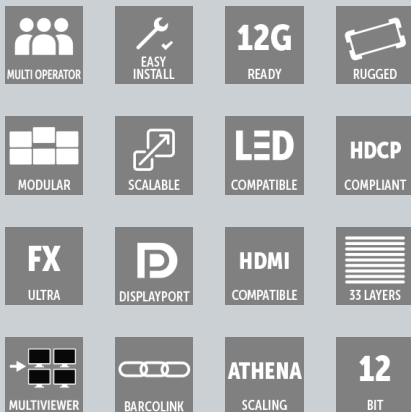 MULTI OPERATOR
EASY
INSTALL
12G
READY
RUGGED
MODULAR
SCALABLE
LED
COMPATIBLE
HDCP
COMPLIANT
FX
ULTRA
DISPLAYPORT
HDMI
COMPATIBLE
33 LAYERS
MULTIVIEWER
BARCOLINK
ATHENA
SCALING
12
BIT